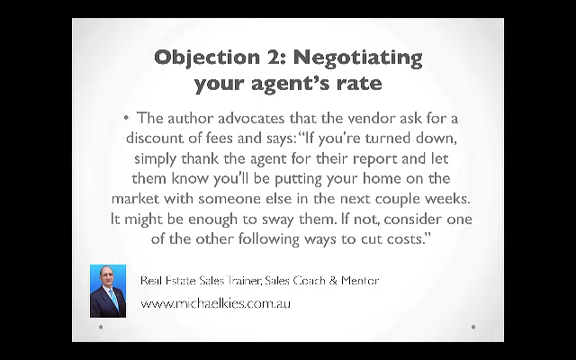 Objection 2: Negotiating
your agent's rate
• The author advocates that the vendor ask for a
discount of fees and says: "If you're turned down,
simply thank the agent for their report and let
them know you'll be putting your home on the
market with someone else in the next couple weeks.
It might be enough to sway them. If not, consider one
of the other following ways to cut costs."
Real Estate Sales Trainer, Sales Coach & Mentor
www.michaelkies.com.au